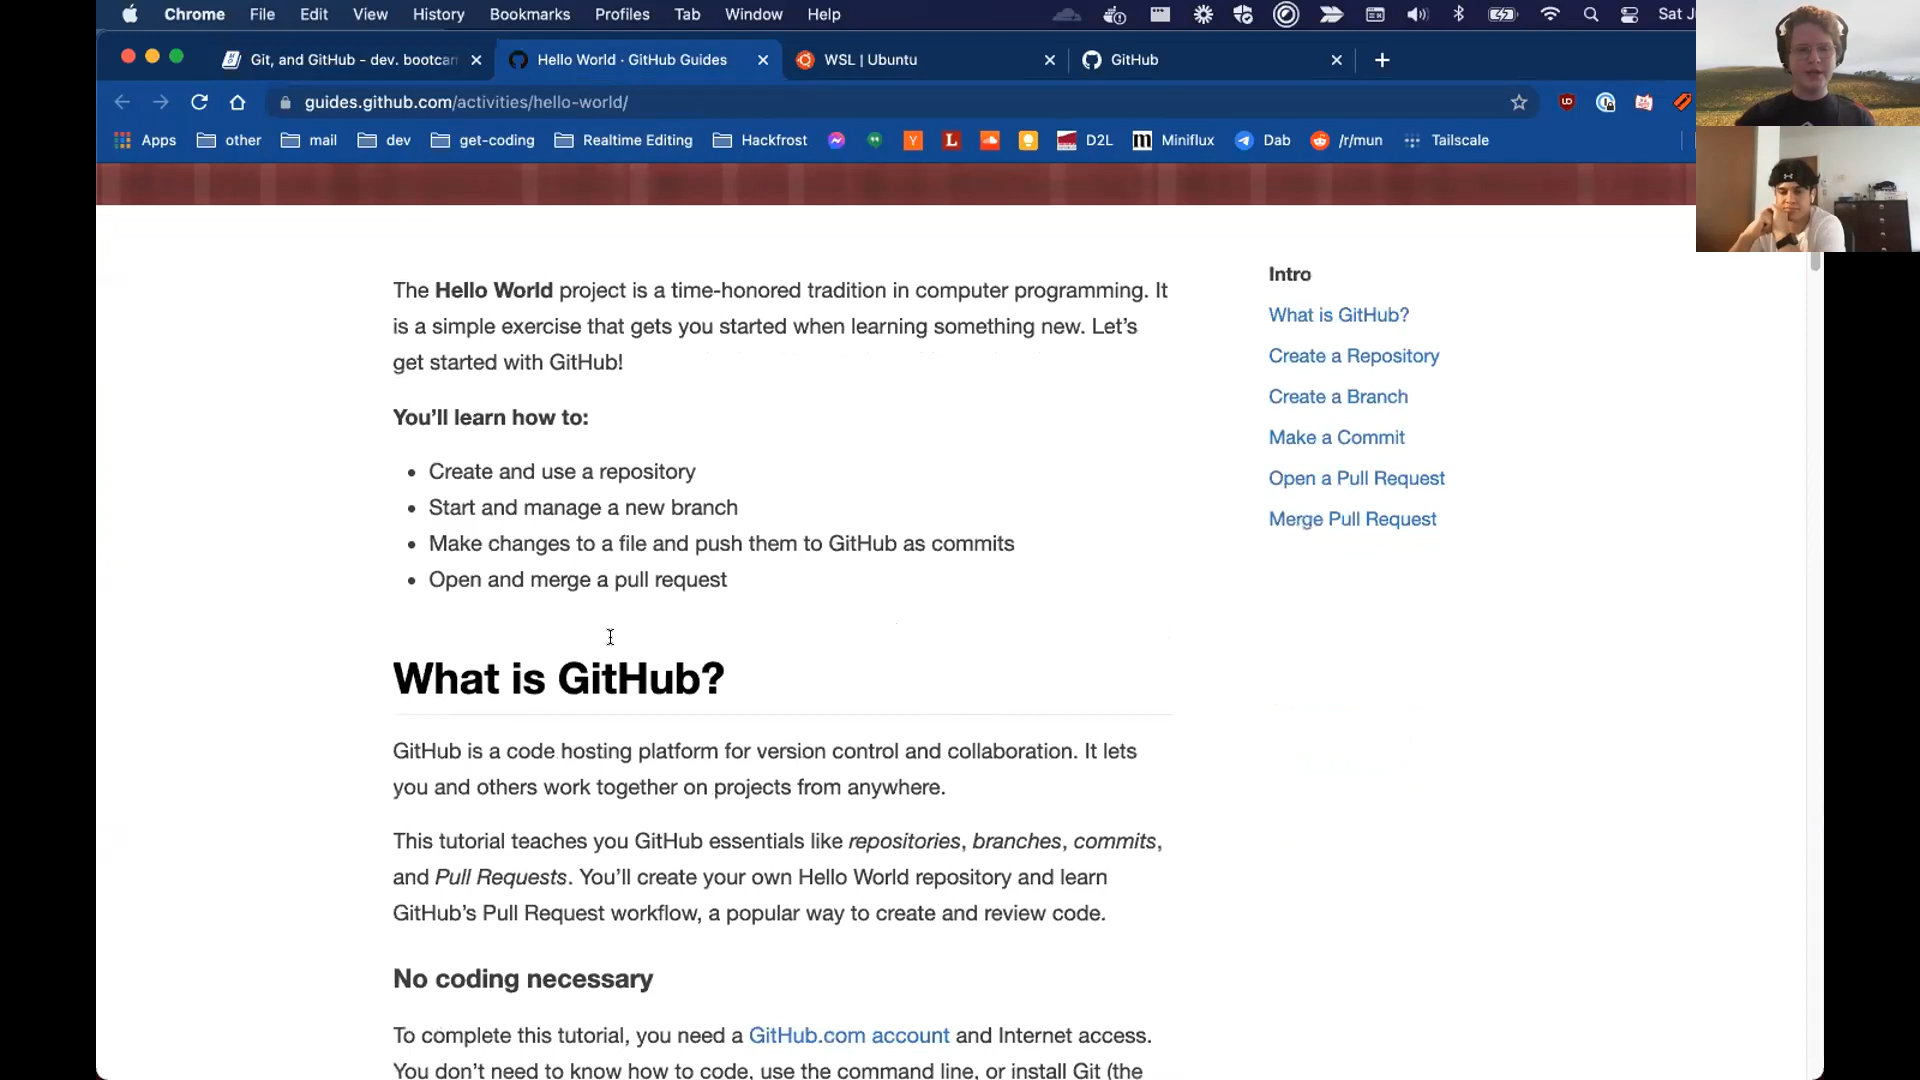 Chrome File Edit View History Bookmarks Profiles Tab Window Help Sat
Git, and GitHub - dev. bootcam
Hello World · GitHub Guides
WSL | Ubuntu
GitHub
guides.github.com/activities/hello-world/
Apps other mail dev get-coding Realtime Editing Hackfrost D2L Miniflux Dab /r/mun Tailscale
The Hello World project is a time-honored tradition in computer programming. It
is a simple exercise that gets you started when learning something new. Let’s
get started with GitHub!
You’ll learn how to:
• Create and use a repository
• Start and manage a new branch
• Make changes to a file and push them to GitHub as commits
• Open and merge a pull request
What is GitHub?
GitHub is a code hosting platform for version control and collaboration. It lets
you and others work together on projects from anywhere.
This tutorial teaches you GitHub essentials like repositories, branches, commits,
and Pull Requests. You’ll create your own Hello World repository and learn
GitHub’s Pull Request workflow, a popular way to create and review code.
No coding necessary
To complete this tutorial, you need a GitHub.com account and Internet access.
You don’t need to know how to code, use the command line, or install Git (the
Intro
What is GitHub?
Create a Repository
Create a Branch
Make a Commit
Open a Pull Request
Merge Pull Request